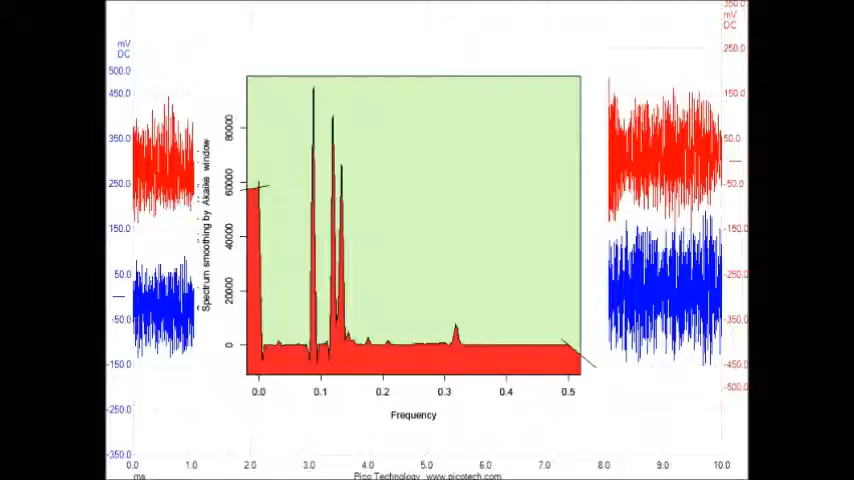 mV
DC
500.0
450.0
350.0
250.0
150.0
50.0
-50.0
-150.0
-250.0
-350.0
Spectrum smoothing by Akaike window
80000
60000
40000
20000
0
0.0 0.1 0.2 0.3 0.4 0.5
Frequency
350.0
mV
DC
250.0
150.0
50.0
-50.0
-150.0
-250.0
-350.0
-450.0
-500.0
0.0 1.0 2.0 3.0 4.0 5.0 6.0 7.0 8.0 9.0 10.0
ms
Pico Technology www.picotech.com